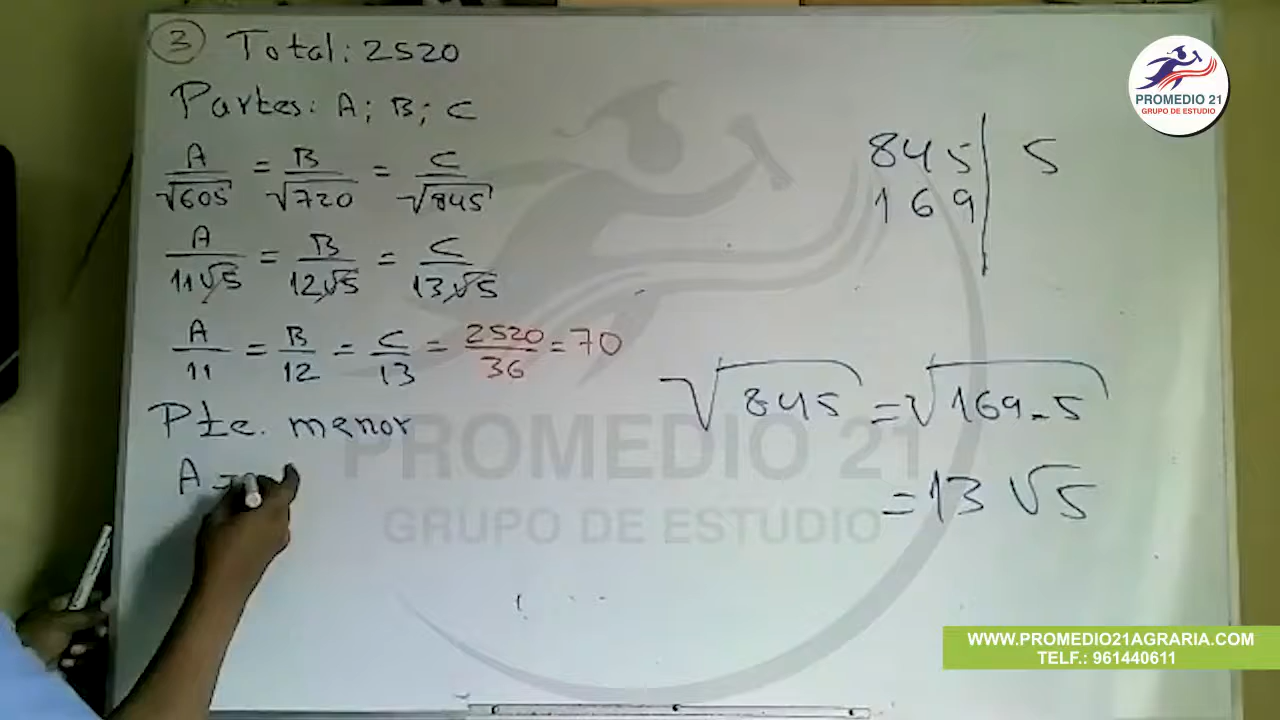 3 Total: 2520
Partes: A; B; C
A/√605 = B/√720 = C/√845
A/11√5 = B/12√5 = C/13√5
A/11 = B/12 = C/13 = 2520/36 = 70
Pte. menor
A =
845 | 5
169 |
√845 = √169.5
= 13√5
PROMEDIO 21
GRUPO DE ESTUDIO
PROMEDIO 21
GRUPO DE ESTUDIO
WWW.PROMEDIO21AGRARIA.COM
TELF.: 961440611